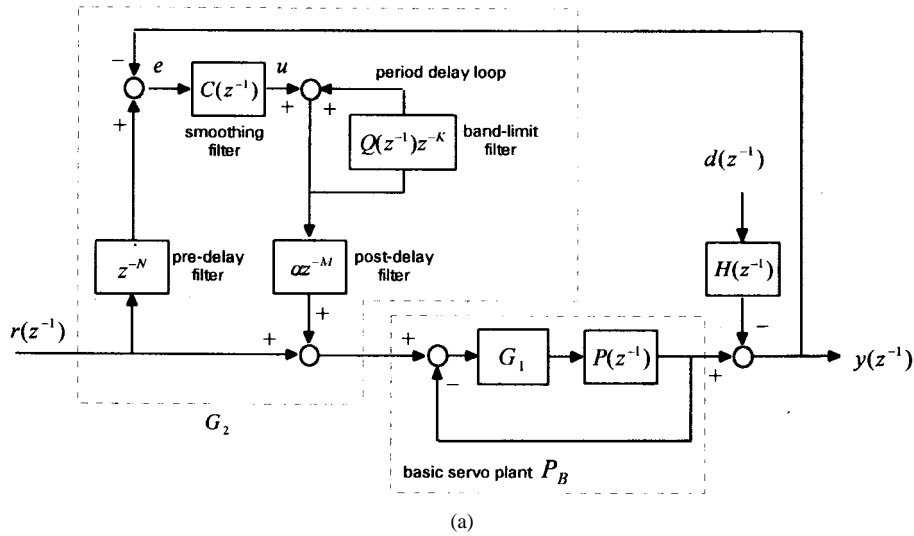 − e u
C(z⁻¹)
+ + +
smoothing
filter
period delay loop
Q(z⁻¹)z⁻ᴷ
band-limit
filter
d(z⁻¹)
z⁻ᴺ
pre-delay
filter
αz⁻ᴹ
post-delay
filter
H(z⁻¹)
r(z⁻¹)
+ +
+ −
G₁
P(z⁻¹)
− +
y(z⁻¹)
G₂
basic servo plant P_B
(a)